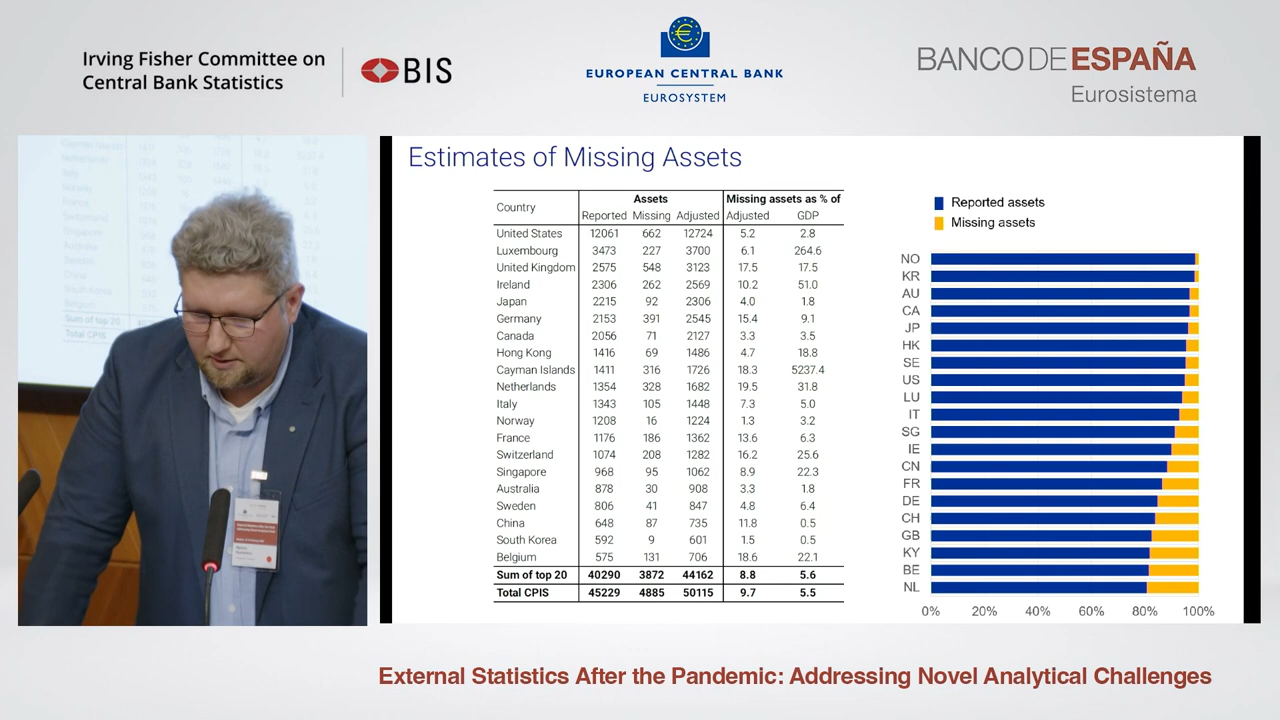 Irving Fisher Committee on
Central Bank Statistics
BIS
EUROPEAN CENTRAL BANK
EUROSYSTEM
BANCO DE ESPAÑA
Eurosistema
Estimates of Missing Assets
Country Assets Missing assets as % of
Reported Missing Adjusted Adjusted GDP
United States 12061 662 12724 5.2 2.8
Luxembourg 3473 227 3700 6.1 264.6
United Kingdom 2575 548 3123 17.5 17.5
Ireland 2306 262 2569 10.2 51.0
Japan 2215 92 2306 4.0 1.8
Germany 2153 391 2545 15.4 9.1
Canada 2056 71 2127 3.3 3.5
Hong Kong 1416 69 1486 4.7 18.8
Cayman Islands 1411 316 1726 18.3 5237.4
Netherlands 1354 328 1682 19.5 31.8
Italy 1343 105 1448 7.3 5.0
Norway 1208 16 1224 1.3 3.2
France 1176 186 1362 13.6 6.3
Switzerland 1074 208 1282 16.2 25.6
Singapore 968 95 1062 8.9 22.3
Australia 878 30 908 3.3 1.8
Sweden 806 41 847 4.8 6.4
China 648 87 735 11.8 0.5
South Korea 592 9 601 1.5 0.5
Belgium 575 131 706 18.6 22.1
Sum of top 20 40290 3872 44162 8.8 5.6
Total CPIS 45229 4885 50115 9.7 5.5
Reported assets
Missing assets
NO
KR
AU
CA
JP
HK
SE
US
LU
IT
SG
IE
CN
FR
DE
CH
GB
KY
BE
NL
0% 20% 40% 60% 80% 100%
External Statistics After the Pandemic: Addressing Novel Analytical Challenges